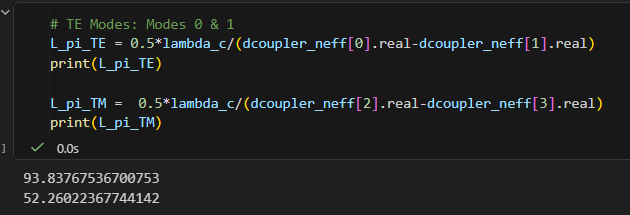 # TE Modes: Modes 0 & 1
L_pi_TE = 0.5*lambda_c/(dcoupler_neff[0].real-dcoupler_neff[1].real)
print(L_pi_TE)
L_pi_TM =  0.5*lambda_c/(dcoupler_neff[2].real-dcoupler_neff[3].real)
print(L_pi_TM)
] ✓ 0.0s
93.83767536700753
52.26022367744142